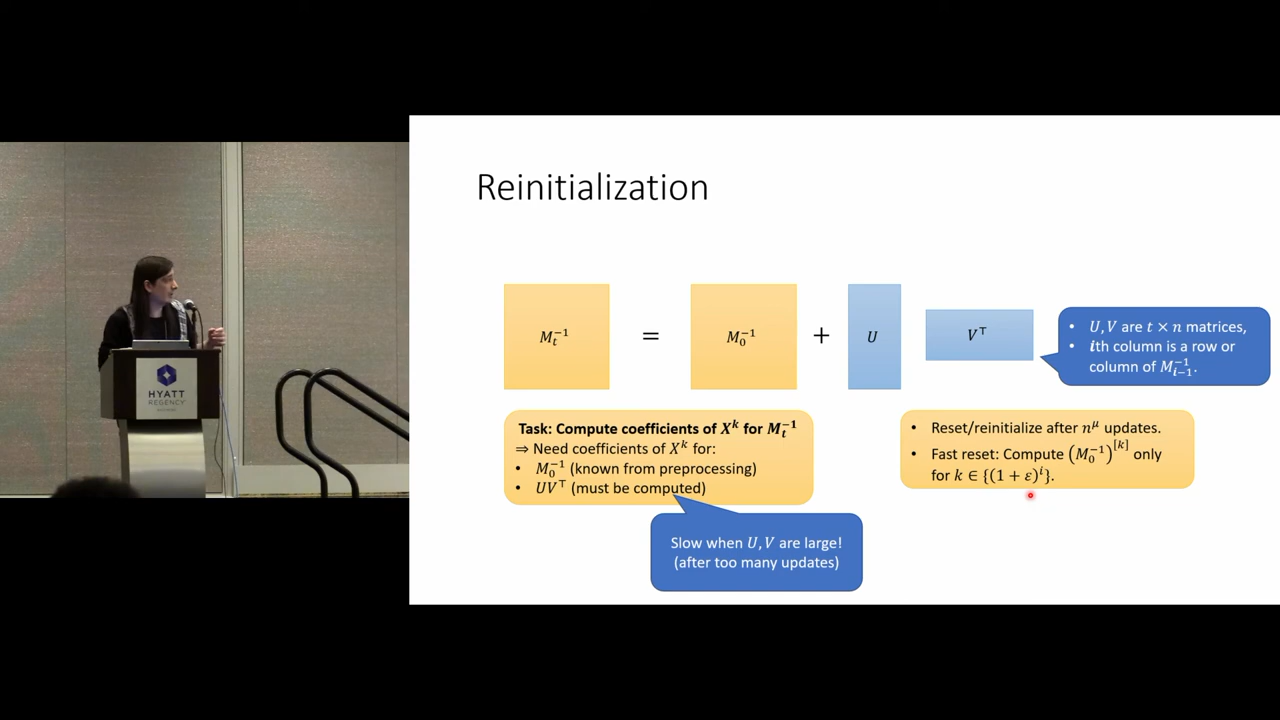 Reinitialization
M_t^{-1} = M_0^{-1} + U V^⊤
• U, V are t × n matrices,
• ith column is a row or
column of M_{i-1}^{-1}.
Task: Compute coefficients of X^k for M_t^{-1}
⇒ Need coefficients of X^k for:
• M_0^{-1} (known from preprocessing)
• UV^⊤ (must be computed)
• Reset/reinitialize after n^μ updates.
• Fast reset: Compute (M_0^{-1})^{[k]} only
for k ∈ {(1 + ε)^i}.
Slow when U, V are large!
(after too many updates)
HYATT
REGENCY